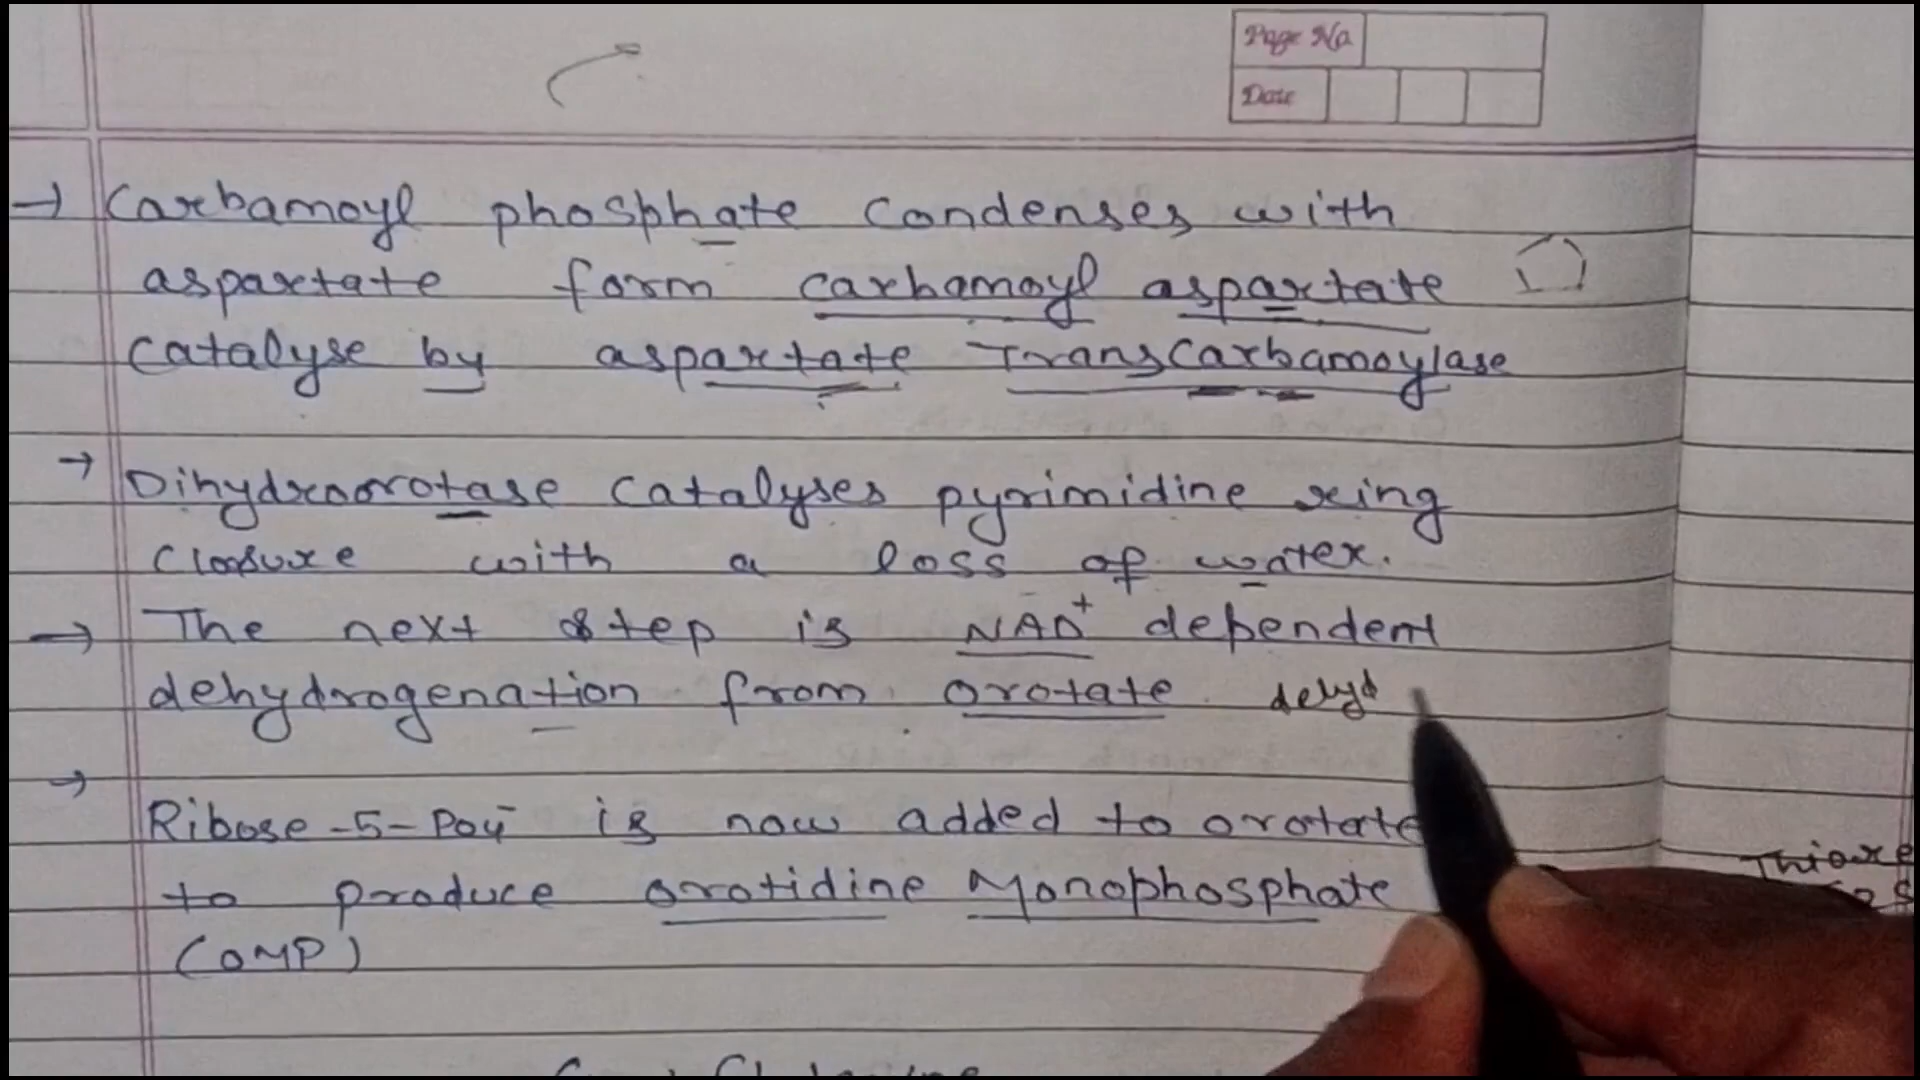 Page No
Date
→ Carbamoyl phosphate condenses with
aspartate form carbamoyl aspartate
catalyse by aspartate Transcarbamoylase
→ Dihydroorotase catalyses pyrimidine ring
closure with a loss of water.
→ The next step is NAD+ dependent
dehydrogenation from orotate. dehyd
→ Ribose-5-PO4- is now added to orotate
to produce orotidine Monophosphate
(OMP)